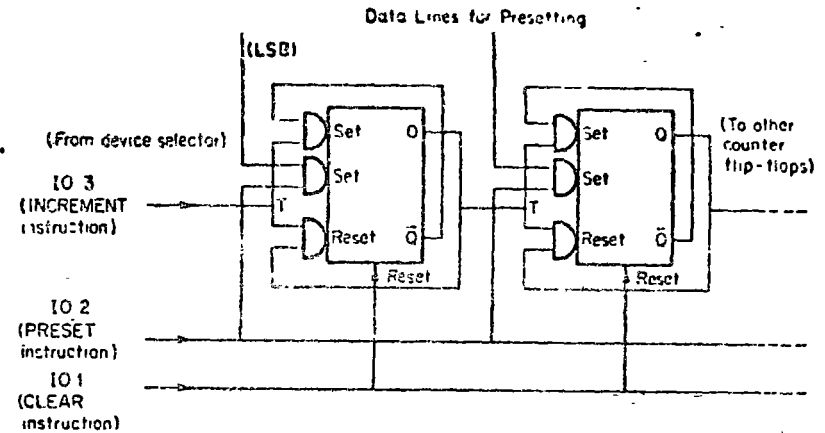 Data Lines for Presetting
(LSB)
(From device selector)
IO 3
(INCREMENT
instruction)
T
Set
Set
Reset
Q
Q̄
Reset
T
Set
Set
Reset
Q
Q̄
Reset
(To other
counter
flip-flops)
IO 2
(PRESET
instruction)
IO 1
(CLEAR
instruction)